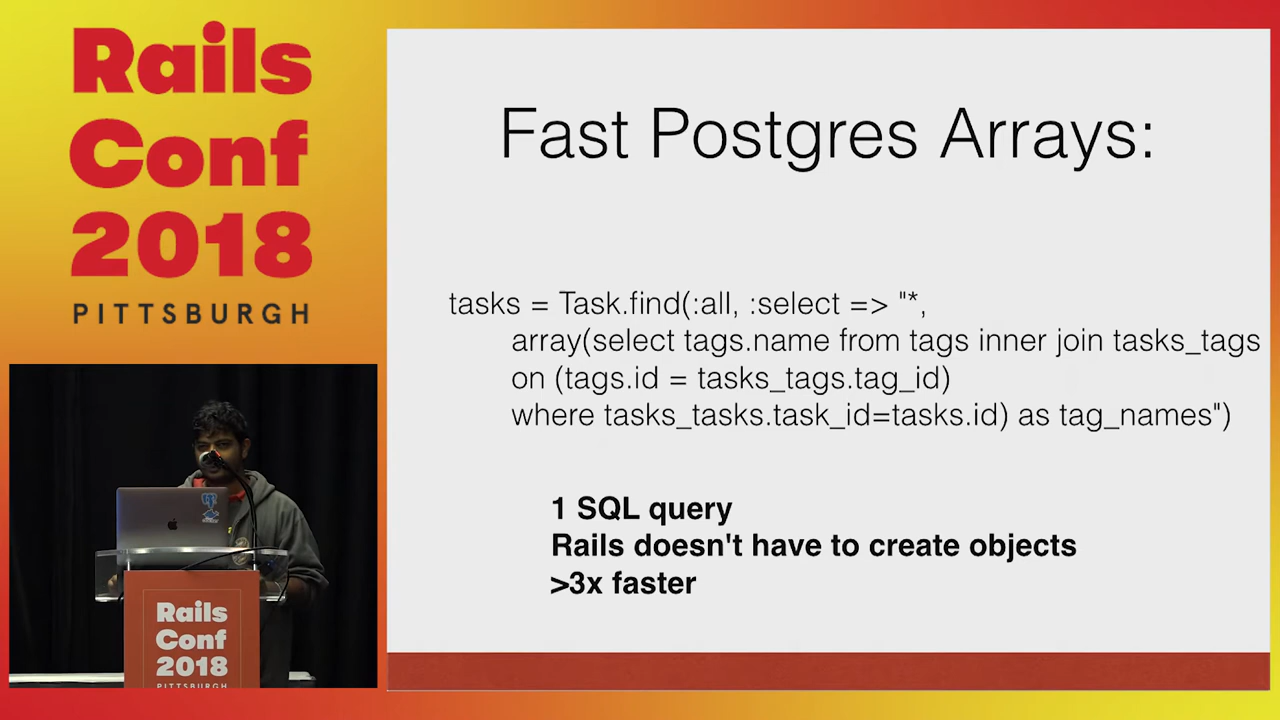 Rails
Conf
2018
PITTSBURGH
Fast Postgres Arrays:
tasks = Task.find(:all, :select => "*,
array(select tags.name from tags inner join tasks_tags
on (tags.id = tasks_tags.tag_id)
where tasks_tasks.task_id=tasks.id) as tag_names")
1 SQL query
Rails doesn't have to create objects
>3x faster
Rails
Conf
2018
PITTSBURGH